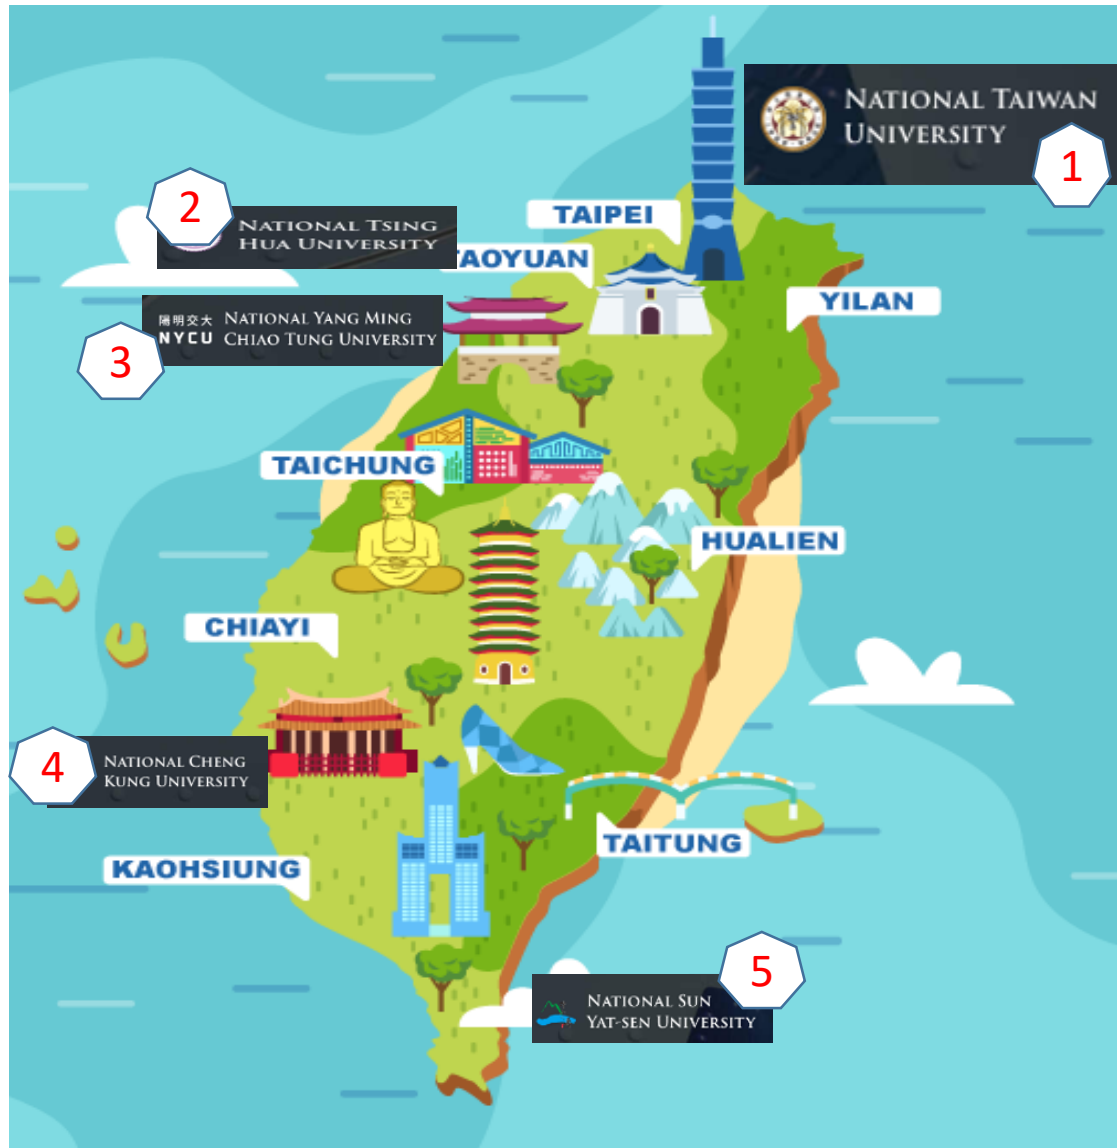 NATIONAL TAIWAN
UNIVERSITY
1
2
NATIONAL TSING
HUA UNIVERSITY
TAIPEI
TAOYUAN
YILAN
3
陽明交大
NYCU
NATIONAL YANG MING
CHIAO TUNG UNIVERSITY
TAICHUNG
HUALIEN
CHIAYI
4
NATIONAL CHENG
KUNG UNIVERSITY
TAITUNG
KAOHSIUNG
5
NATIONAL SUN
YAT-SEN UNIVERSITY